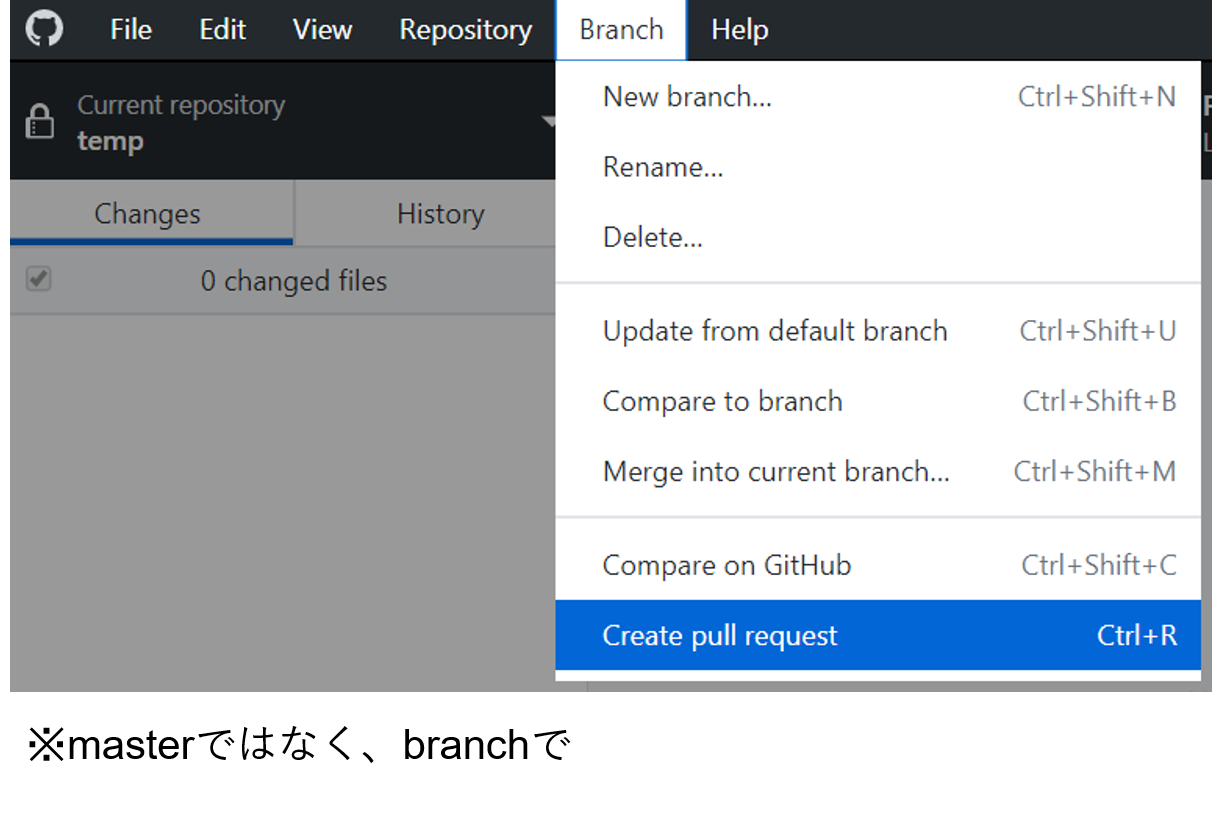 File Edit View Repository Branch Help
Current repository
temp
Changes History
0 changed files
New branch... Ctrl+Shift+N
Rename...
Delete...
Update from default branch Ctrl+Shift+U
Compare to branch Ctrl+Shift+B
Merge into current branch... Ctrl+Shift+M
Compare on GitHub Ctrl+Shift+C
Create pull request Ctrl+R
※masterではなく、branchで